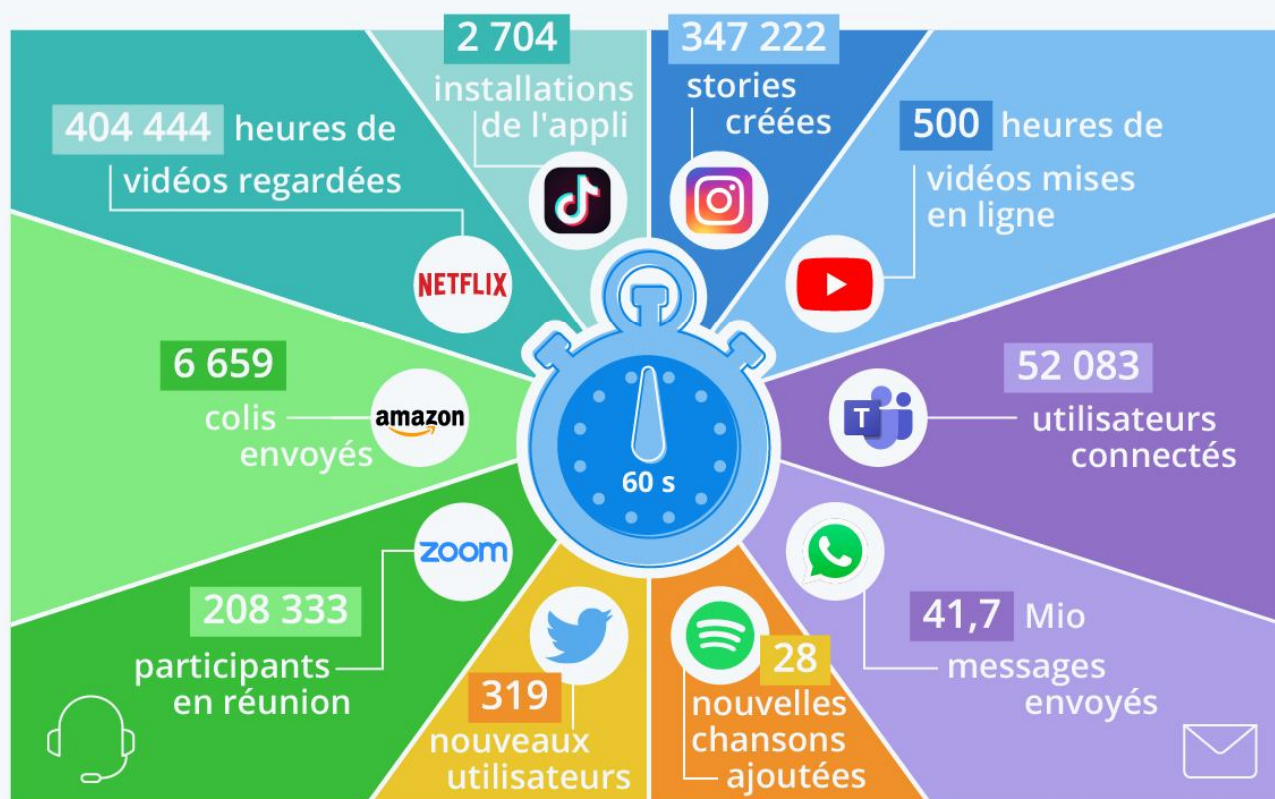 2 704
installations
de l'appli
347 222
stories
créées
500 heures de
vidéos mises
en ligne
52 083
T
utilisateurs
connectés
41,7 Mio
messages
envoyés
28
nouvelles
chansons
ajoutées
319
nouveaux
utilisateurs
zoom
208 333
participants
en réunion
6 659
colis
envoyés
amazon
404 444 heures de
vidéos regardées
NETFLIX
60 s